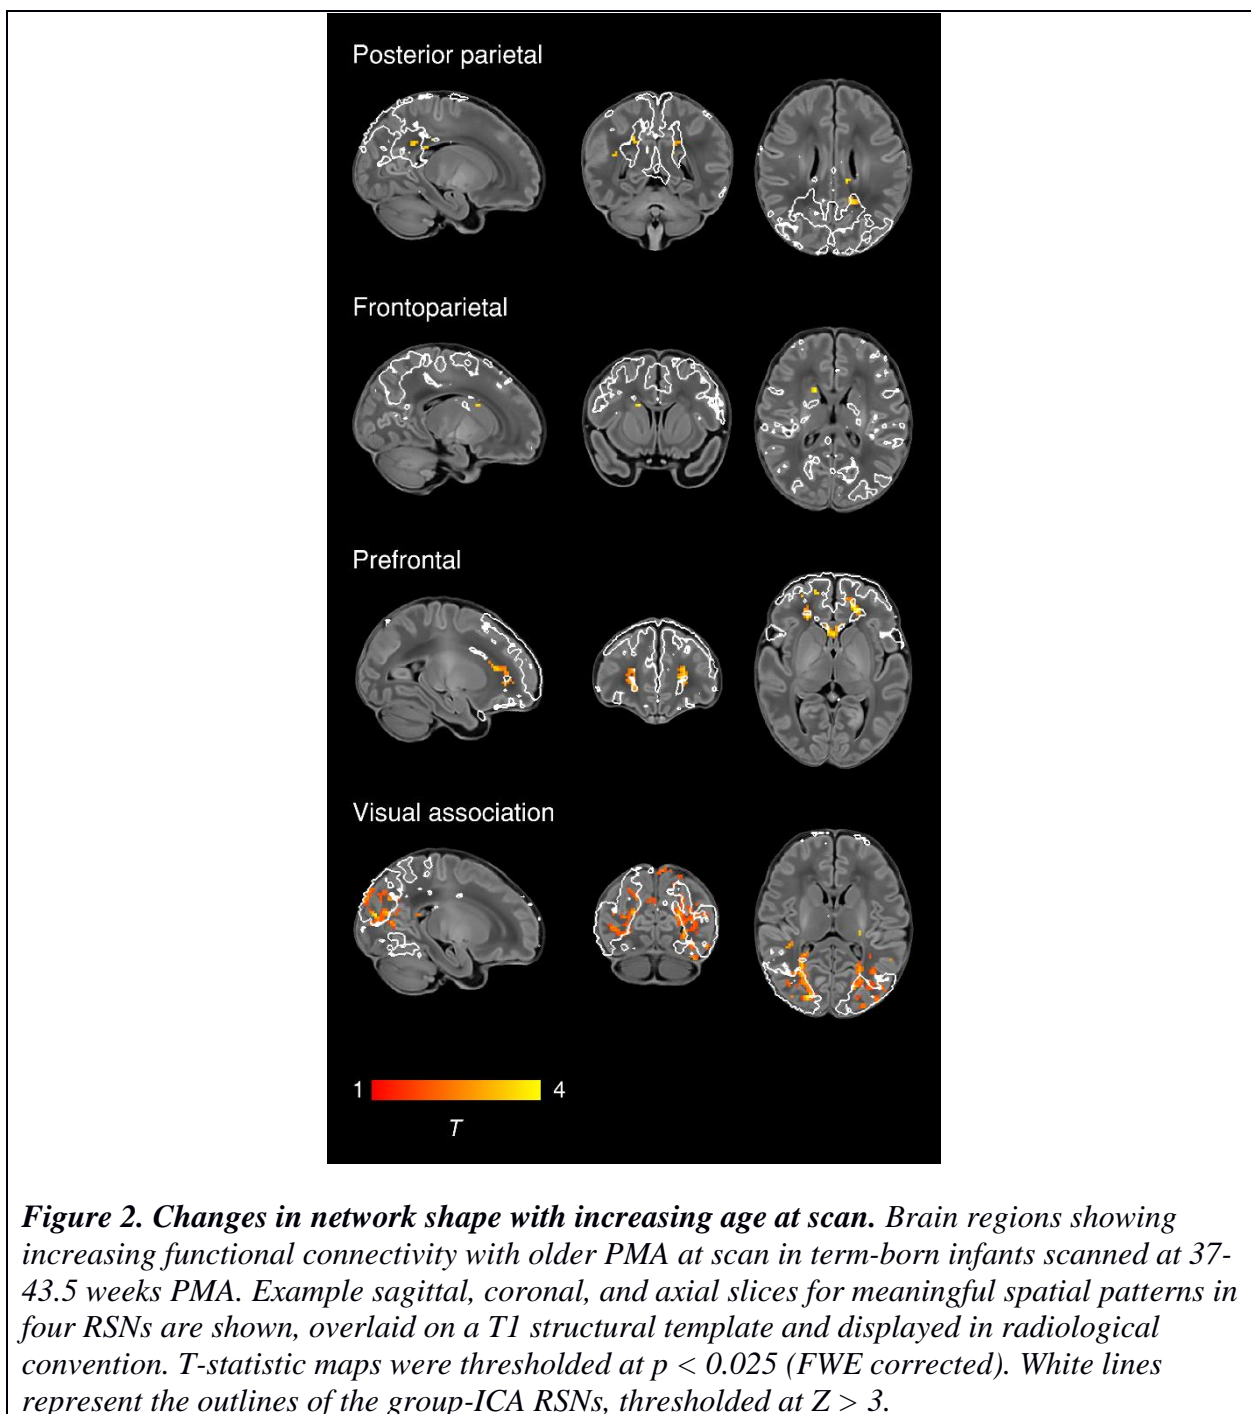 Posterior parietal
Frontoparietal
Prefrontal
Visual association
1 4
T
Figure 2. Changes in network shape with increasing age at scan. Brain regions showing
increasing functional connectivity with older PMA at scan in term-born infants scanned at 37-
43.5 weeks PMA. Example sagittal, coronal, and axial slices for meaningful spatial patterns in
four RSNs are shown, overlaid on a T1 structural template and displayed in radiological
convention. T-statistic maps were thresholded at p < 0.025 (FWE corrected). White lines
represent the outlines of the group-ICA RSNs, thresholded at Z > 3.